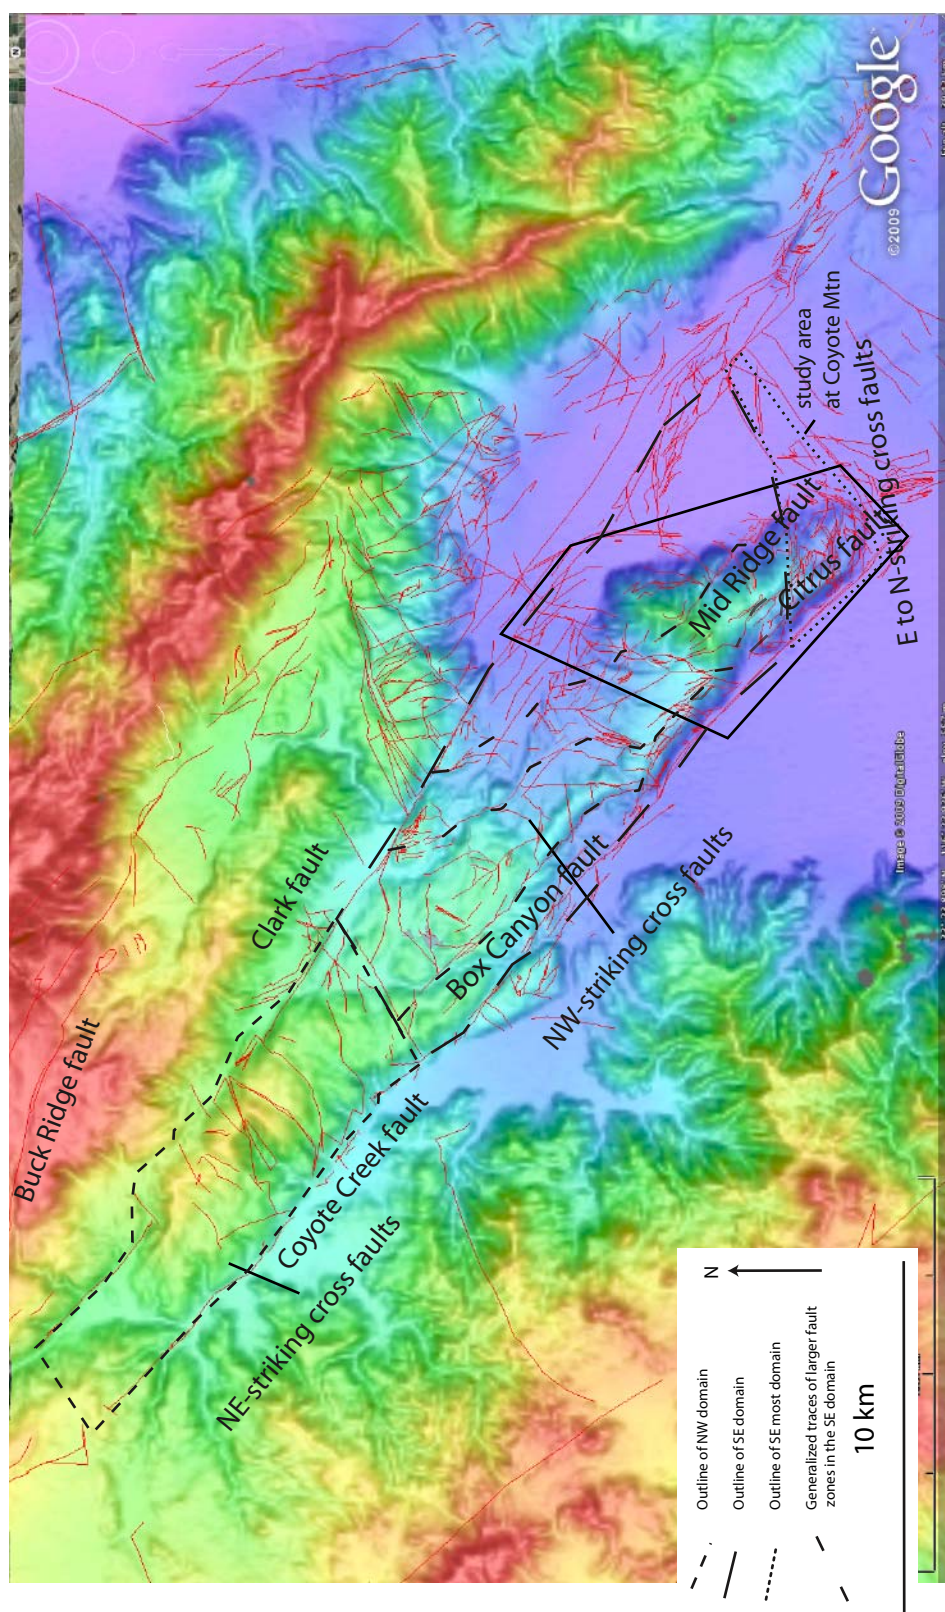 Buck Ridge fault
Clark fault
Coyote Creek fault
NE-striking cross faults
Box Canyon fault
NW-striking cross faults
Mid Ridge fault
Citrus fault
E to N-striking cross faults
study area
at Coyote Mtn
©2009 Google
Image © 2009 DigitalGlobe
N
N
Outline of NW domain
Outline of SE domain
Outline of SE most domain
Generalized traces of larger fault
zones in the SE domain
10 km